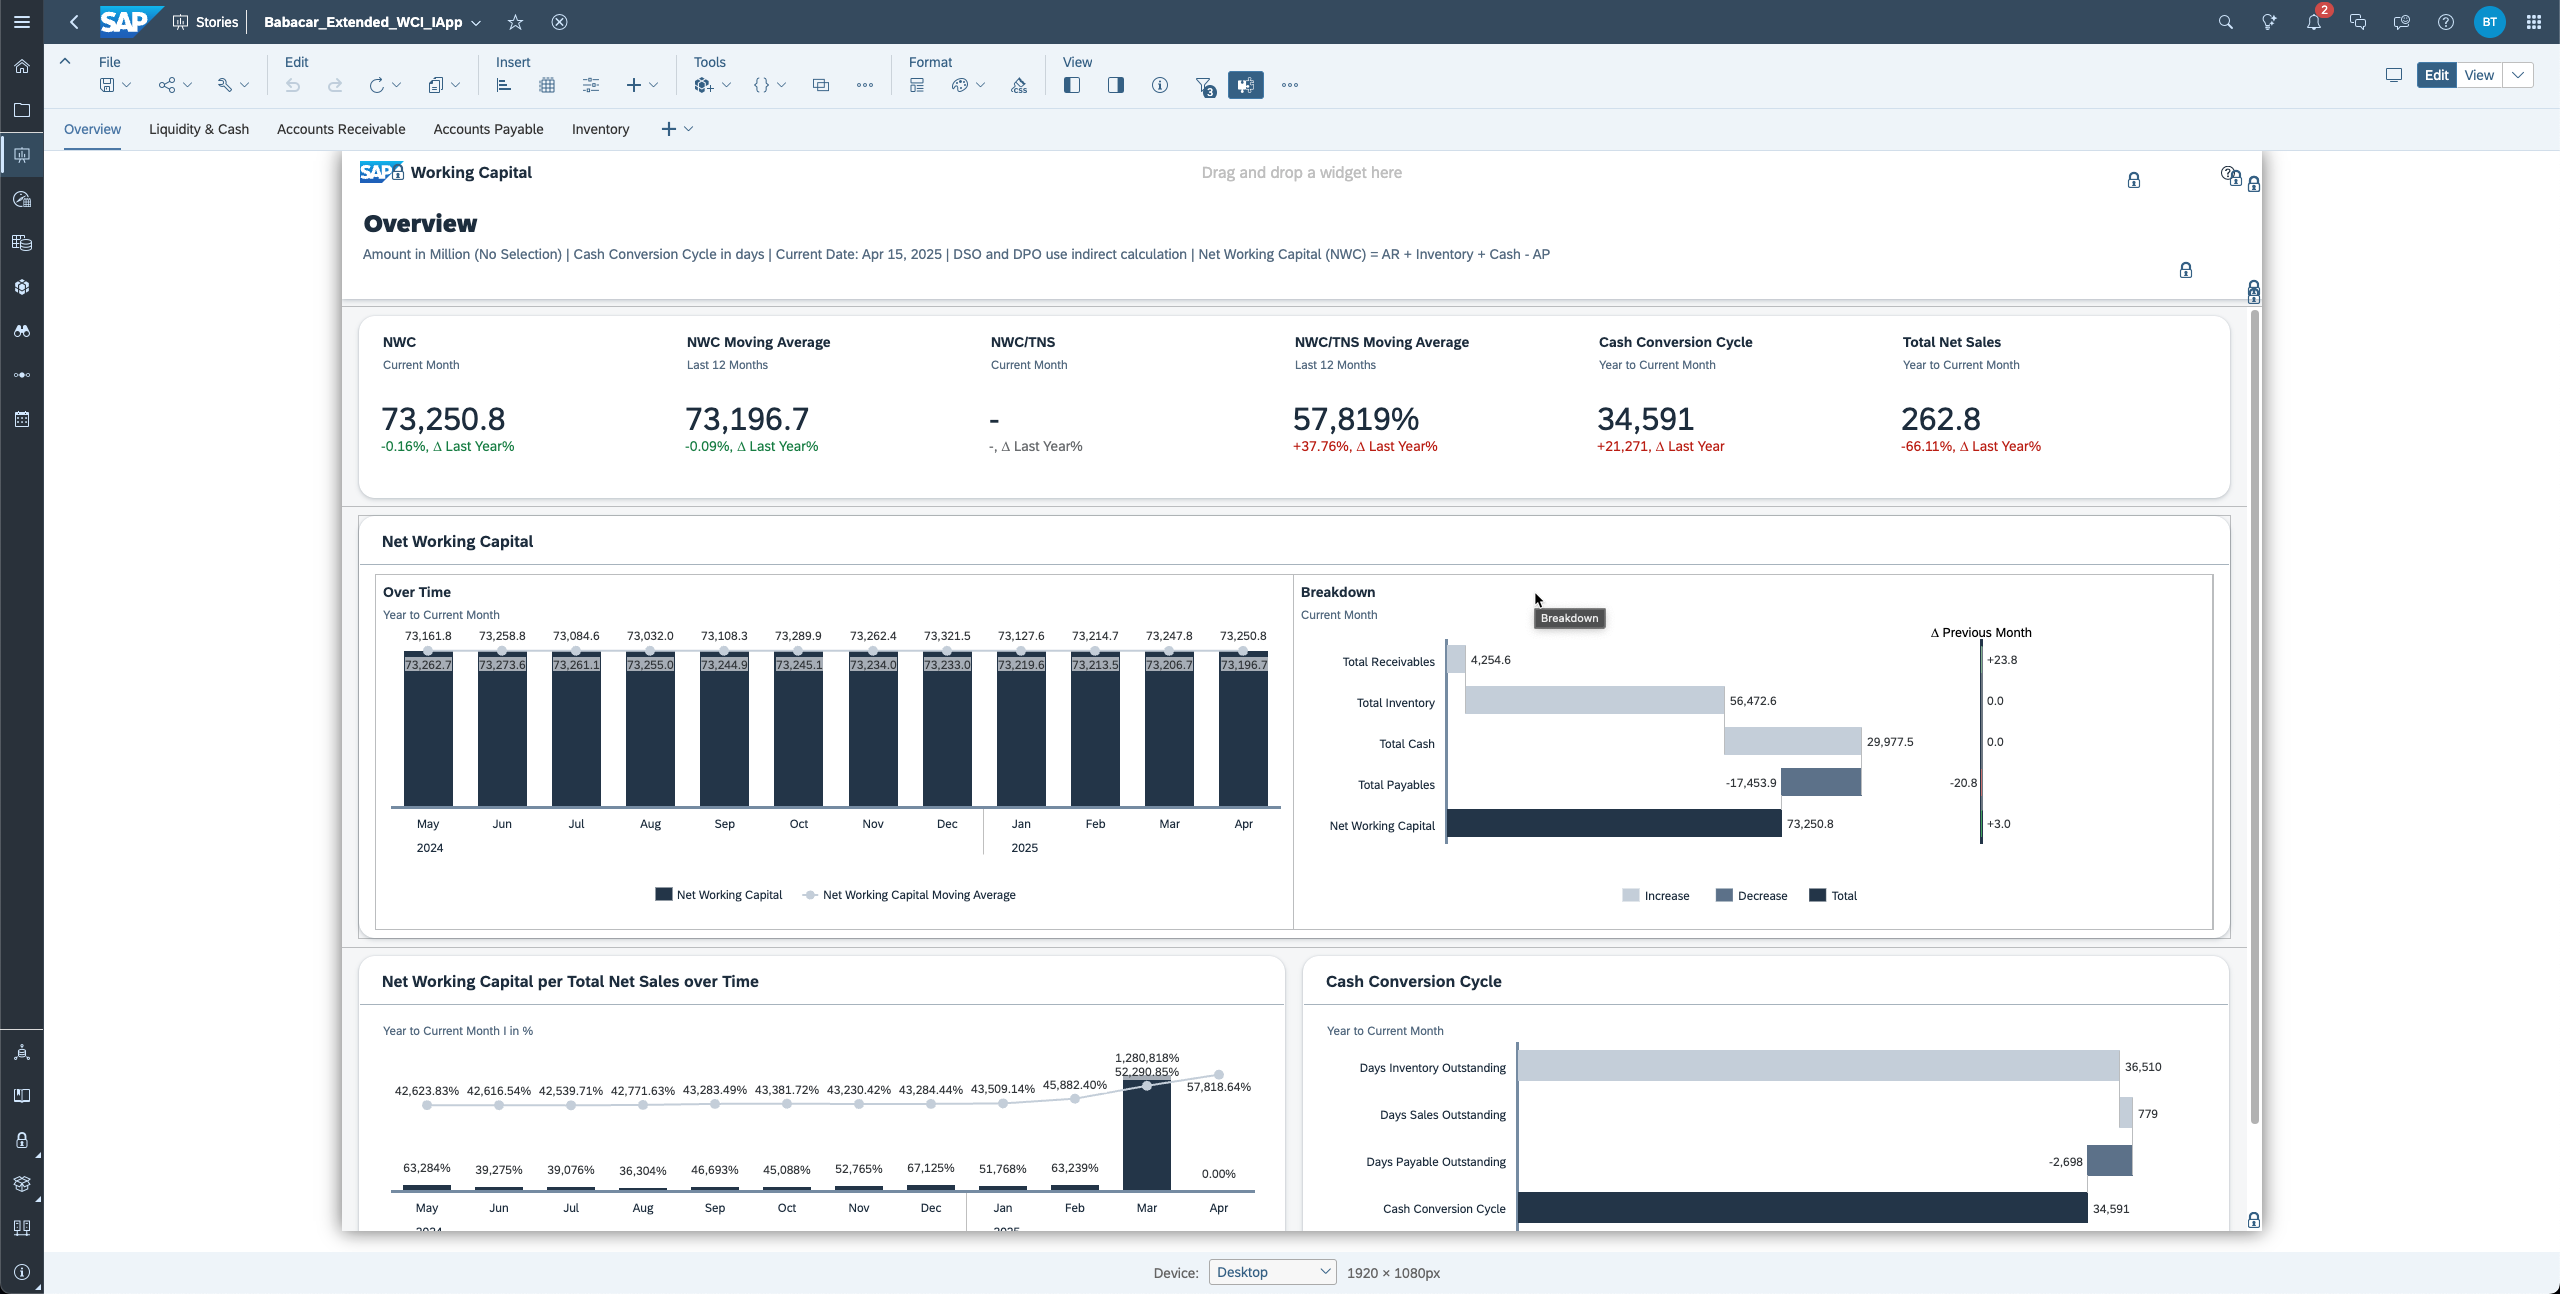 SAP Stories Babacar_Extended_WCI_IApp 2 BT
File Edit Insert Tools Format View
CSS 3 Edit View
Overview Liquidity & Cash Accounts Receivable Accounts Payable Inventory
SAP Working Capital Drag and drop a widget here
Overview
Amount in Million (No Selection) | Cash Conversion Cycle in days | Current Date: Apr 15, 2025 | DSO and DPO use indirect calculation | Net Working Capital (NWC) = AR + Inventory + Cash - AP
NWC NWC Moving Average NWC/TNS NWC/TNS Moving Average Cash Conversion Cycle Total Net Sales
Current Month Last 12 Months Current Month Last 12 Months Year to Current Month Year to Current Month
73,250.8 73,196.7 - 57,819% 34,591 262.8
-0.16%, Δ Last Year% -0.09%, Δ Last Year% -, Δ Last Year% +37.76%, Δ Last Year% +21,271, Δ Last Year -66.11%, Δ Last Year%
Net Working Capital
Over Time
Year to Current Month
73,161.8 73,258.8 73,084.6 73,032.0 73,108.3 73,289.9 73,262.4 73,321.5 73,127.6 73,214.7 73,247.8 73,250.8
73,262.7 73,273.6 73,261.1 73,255.0 73,244.9 73,245.1 73,234.0 73,233.0 73,219.6 73,213.5 73,206.7 73,196.7
May Jun Jul Aug Sep Oct Nov Dec Jan Feb Mar Apr
2024 2025
Net Working Capital Net Working Capital Moving Average
Breakdown
Current Month
Breakdown
Δ Previous Month
Total Receivables 4,254.6 +23.8
Total Inventory 56,472.6 0.0
Total Cash 29,977.5 0.0
Total Payables -17,453.9 -20.8
Net Working Capital 73,250.8 +3.0
Increase Decrease Total
Net Working Capital per Total Net Sales over Time
Year to Current Month I in %
1,280,818%
52,290.85%
42,623.83% 42,616.54% 42,539.71% 42,771.63% 43,283.49% 43,381.72% 43,230.42% 43,284.44% 43,509.14% 45,882.40% 57,818.64%
63,284% 39,275% 39,076% 36,304% 46,693% 45,088% 52,765% 67,125% 51,768% 63,239% 0.00%
May Jun Jul Aug Sep Oct Nov Dec Jan Feb Mar Apr
2024 2025
Cash Conversion Cycle
Year to Current Month
Days Inventory Outstanding 36,510
Days Sales Outstanding 779
Days Payable Outstanding -2,698
Cash Conversion Cycle 34,591
Device: Desktop 1920 × 1080px